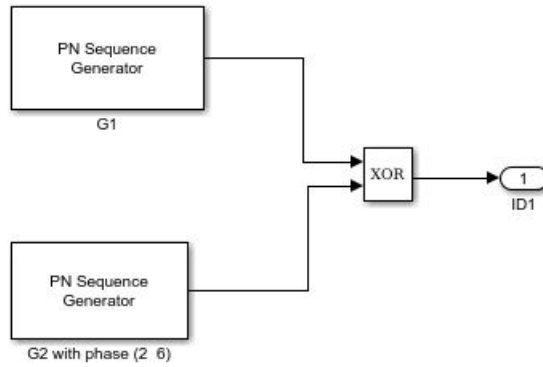 PN Sequence
Generator
G1
XOR
1
ID1
PN Sequence
Generator
G2 with phase (2  6)